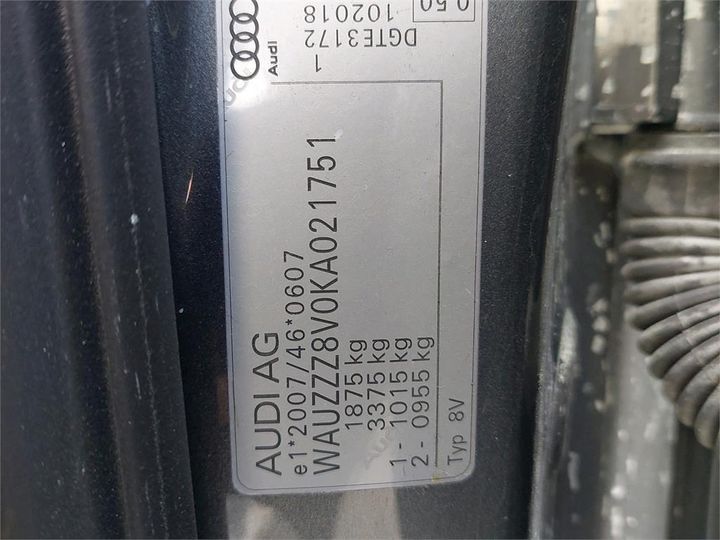 AUDI AG
e1*2007/46*0607
WAUZZZ8V0KA021751
1875 kg
3375 kg
1 - 1015 kg
2 - 0955 kg
Typ 8V
Audi
1
DGTE3172
102018
0.50